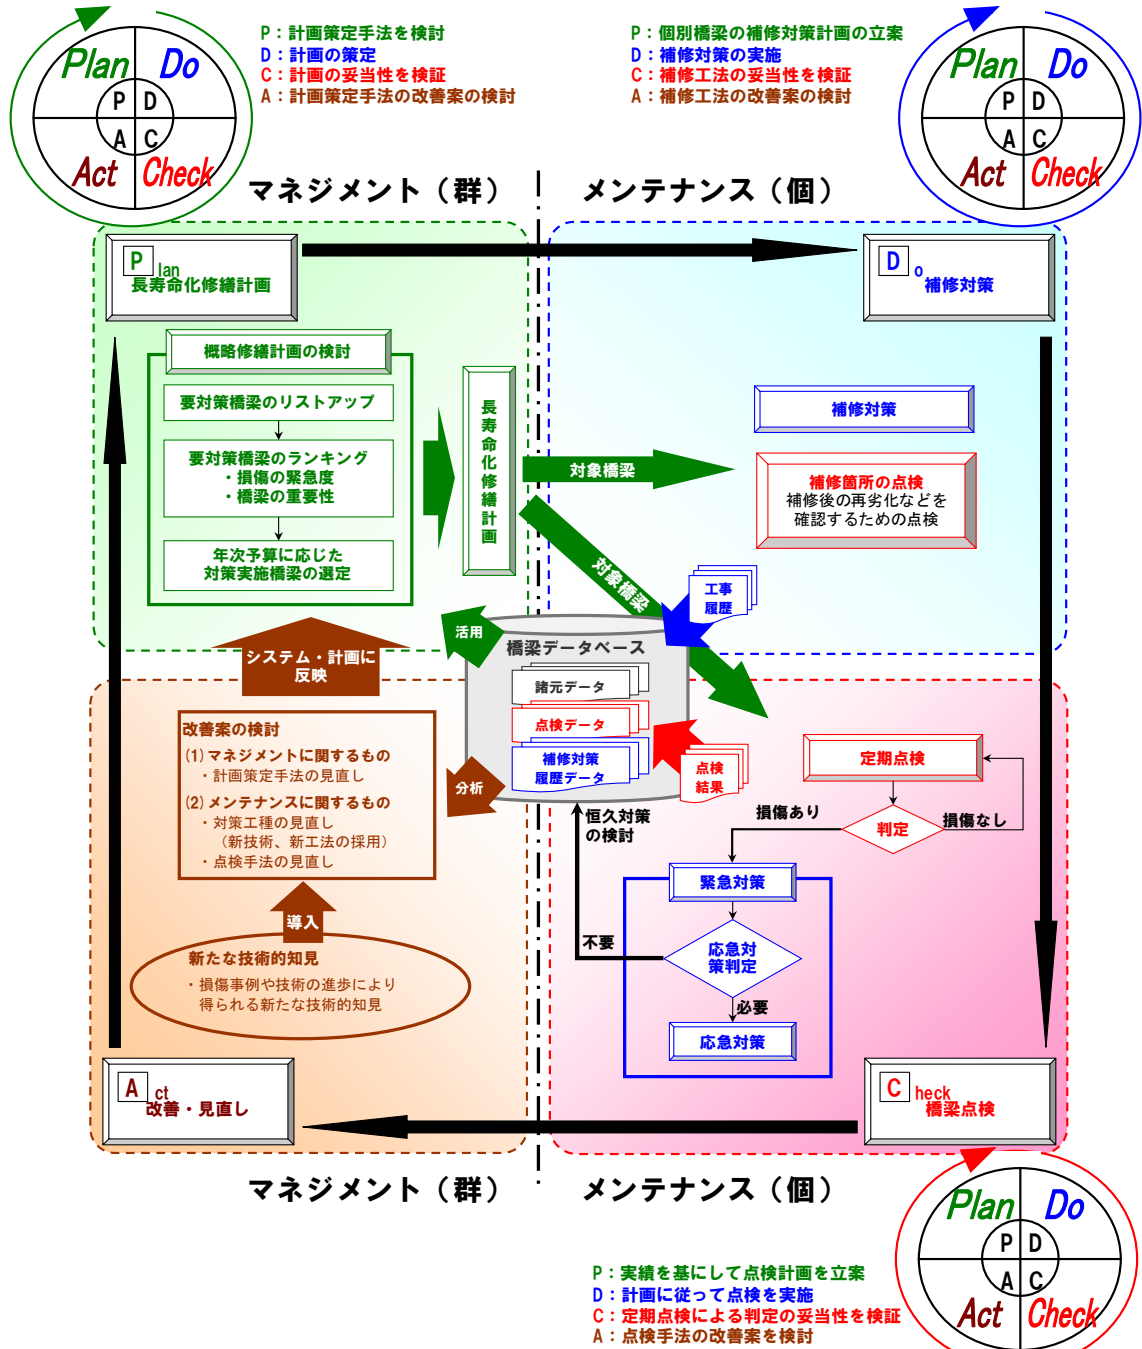 Plan Do
P D
A C
Act Check
P：計画策定手法を検討
D：計画の策定
C：計画の妥当性を検証
A：計画策定手法の改善案の検討
P：個別橋梁の補修対策計画の立案
D：補修対策の実施
C：補修工法の妥当性を検証
A：補修工法の改善案の検討
Plan Do
P D
A C
Act Check
マネジメント（群）
メンテナンス（個）
Plan
長寿命化修繕計画
Do
補修対策
概略修繕計画の検討
要対策橋梁のリストアップ
要対策橋梁のランキング
・損傷の緊急度
・橋梁の重要性
年次予算に応じた
対策実施橋梁の選定
長寿命化修繕計画
対象橋梁
対象橋梁
補修対策
補修箇所の点検
補修後の再劣化などを
確認するための点検
工事
履歴
活用
橋梁データベース
諸元データ
点検データ
補修対策
履歴データ
点検
結果
分析
システム・計画に
反映
改善案の検討
(1)マネジメントに関するもの
・計画策定手法の見直し
(2)メンテナンスに関するもの
・対策工種の見直し
（新技術、新工法の採用）
・点検手法の見直し
導入
新たな技術的知見
・損傷事例や技術の進歩により
得られる新たな技術的知見
定期点検
判定
損傷あり
損傷なし
恒久対策
の検討
緊急対策
応急対
策判定
不要
必要
応急対策
Act
改善・見直し
Check
橋梁点検
マネジメント（群）
メンテナンス（個）
P：実績を基にして点検計画を立案
D：計画に従って点検を実施
C：定期点検による判定の妥当性を検証
A：点検手法の改善案を検討
Plan Do
P D
A C
Act Check